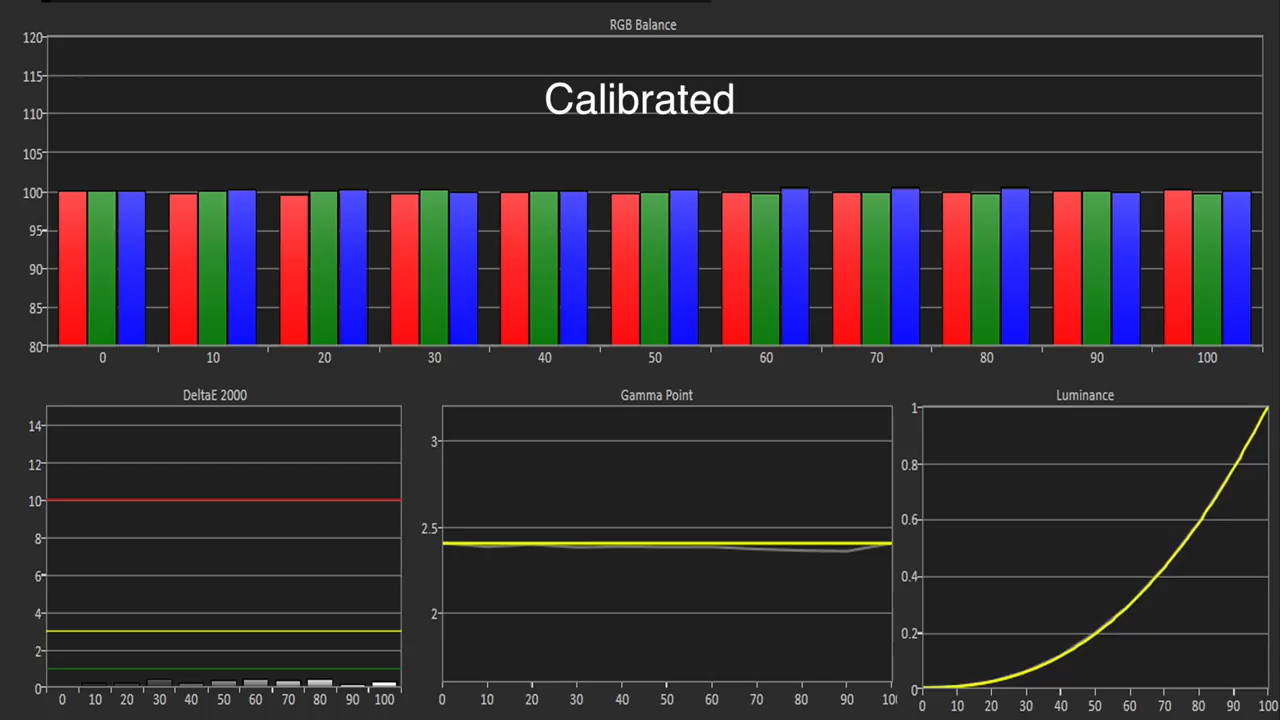 RGB Balance
Calibrated
120
115
110
105
100
95
90
85
80
0 10 20 30 40 50 60 70 80 90 100
DeltaE 2000
14
12
10
8
6
4
2
0
0 10 20 30 40 50 60 70 80 90 100
Gamma Point
3
2.5
2
0 10 20 30 40 50 60 70 80 90 10
Luminance
1
0.8
0.6
0.4
0.2
0
0 10 20 30 40 50 60 70 80 90 100